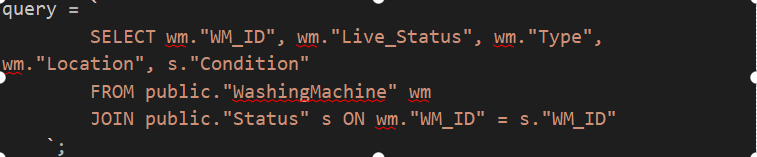 query = `
SELECT wm."WM_ID", wm."Live_Status", wm."Type",
wm."Location", s."Condition"
FROM public."WashingMachine" wm
JOIN public."Status" s ON wm."WM_ID" = s."WM_ID"
`;